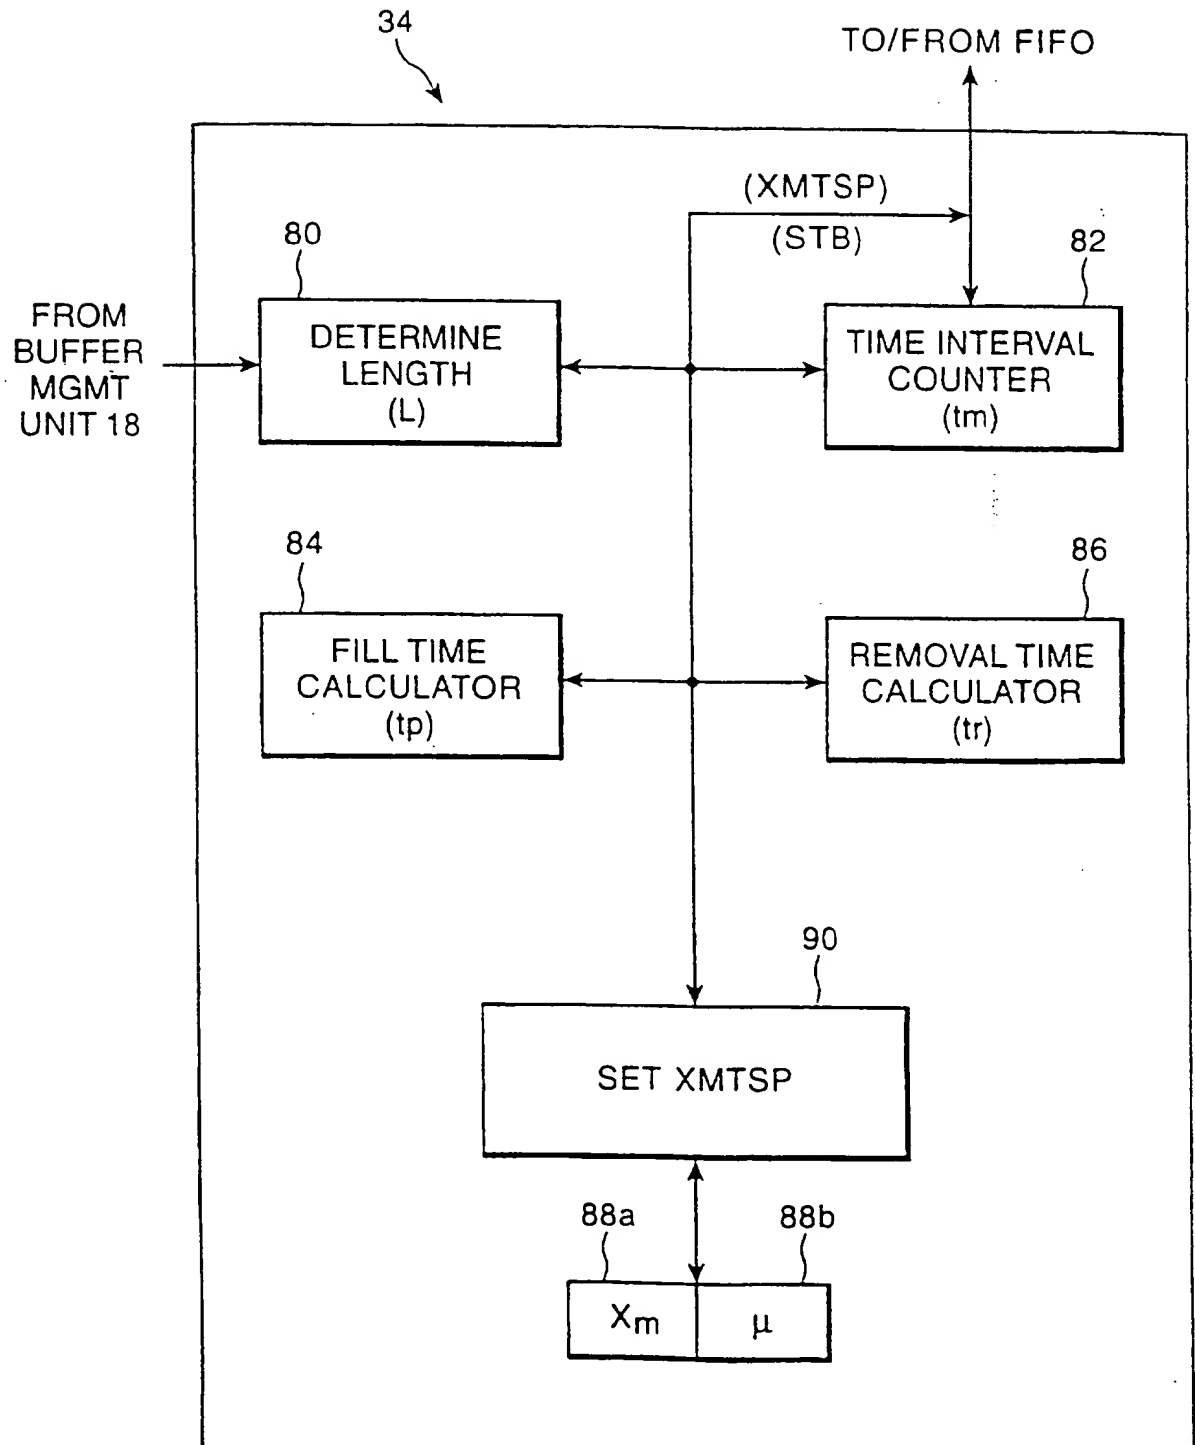 34
TO/FROM FIFO
(XMTSP)
(STB)
80
82
FROM
BUFFER
MGMT
UNIT 18
DETERMINE
LENGTH
(L)
TIME INTERVAL
COUNTER
(tm)
84
86
FILL TIME
CALCULATOR
(tp)
REMOVAL TIME
CALCULATOR
(tr)
90
SET XMTSP
88a
88b
Xm
μ